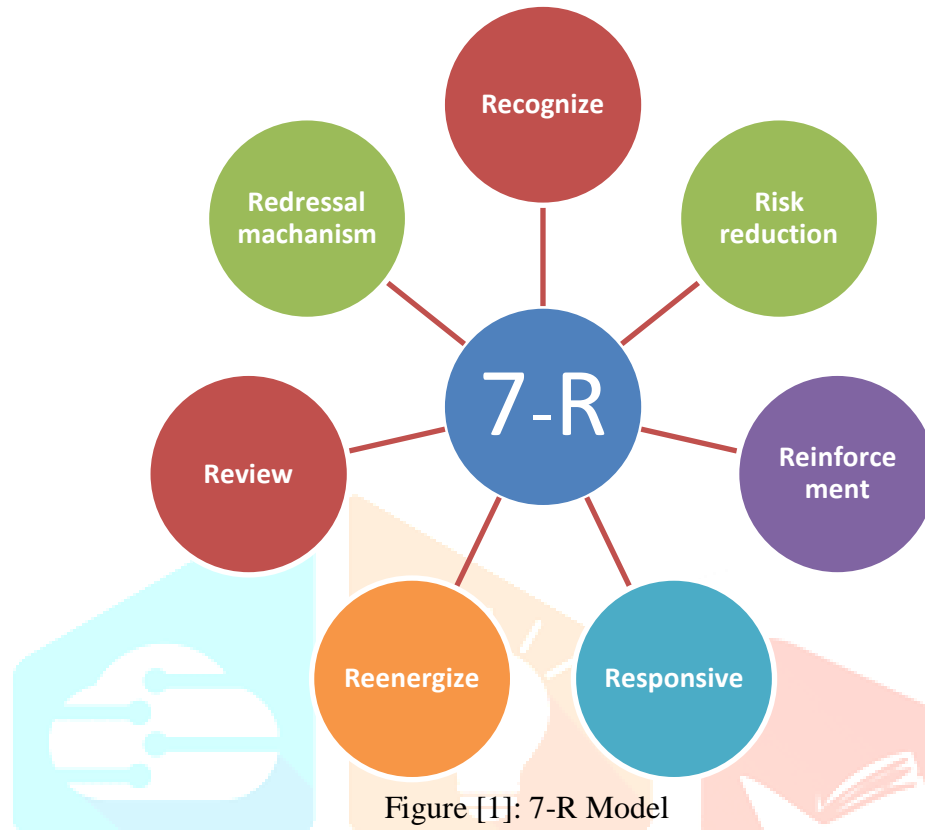 Recognize
Risk
reduction
Reinforce
ment
Responsive
Reenergize
Review
Redressal
machanism
7-R
Figure [1]: 7-R Model